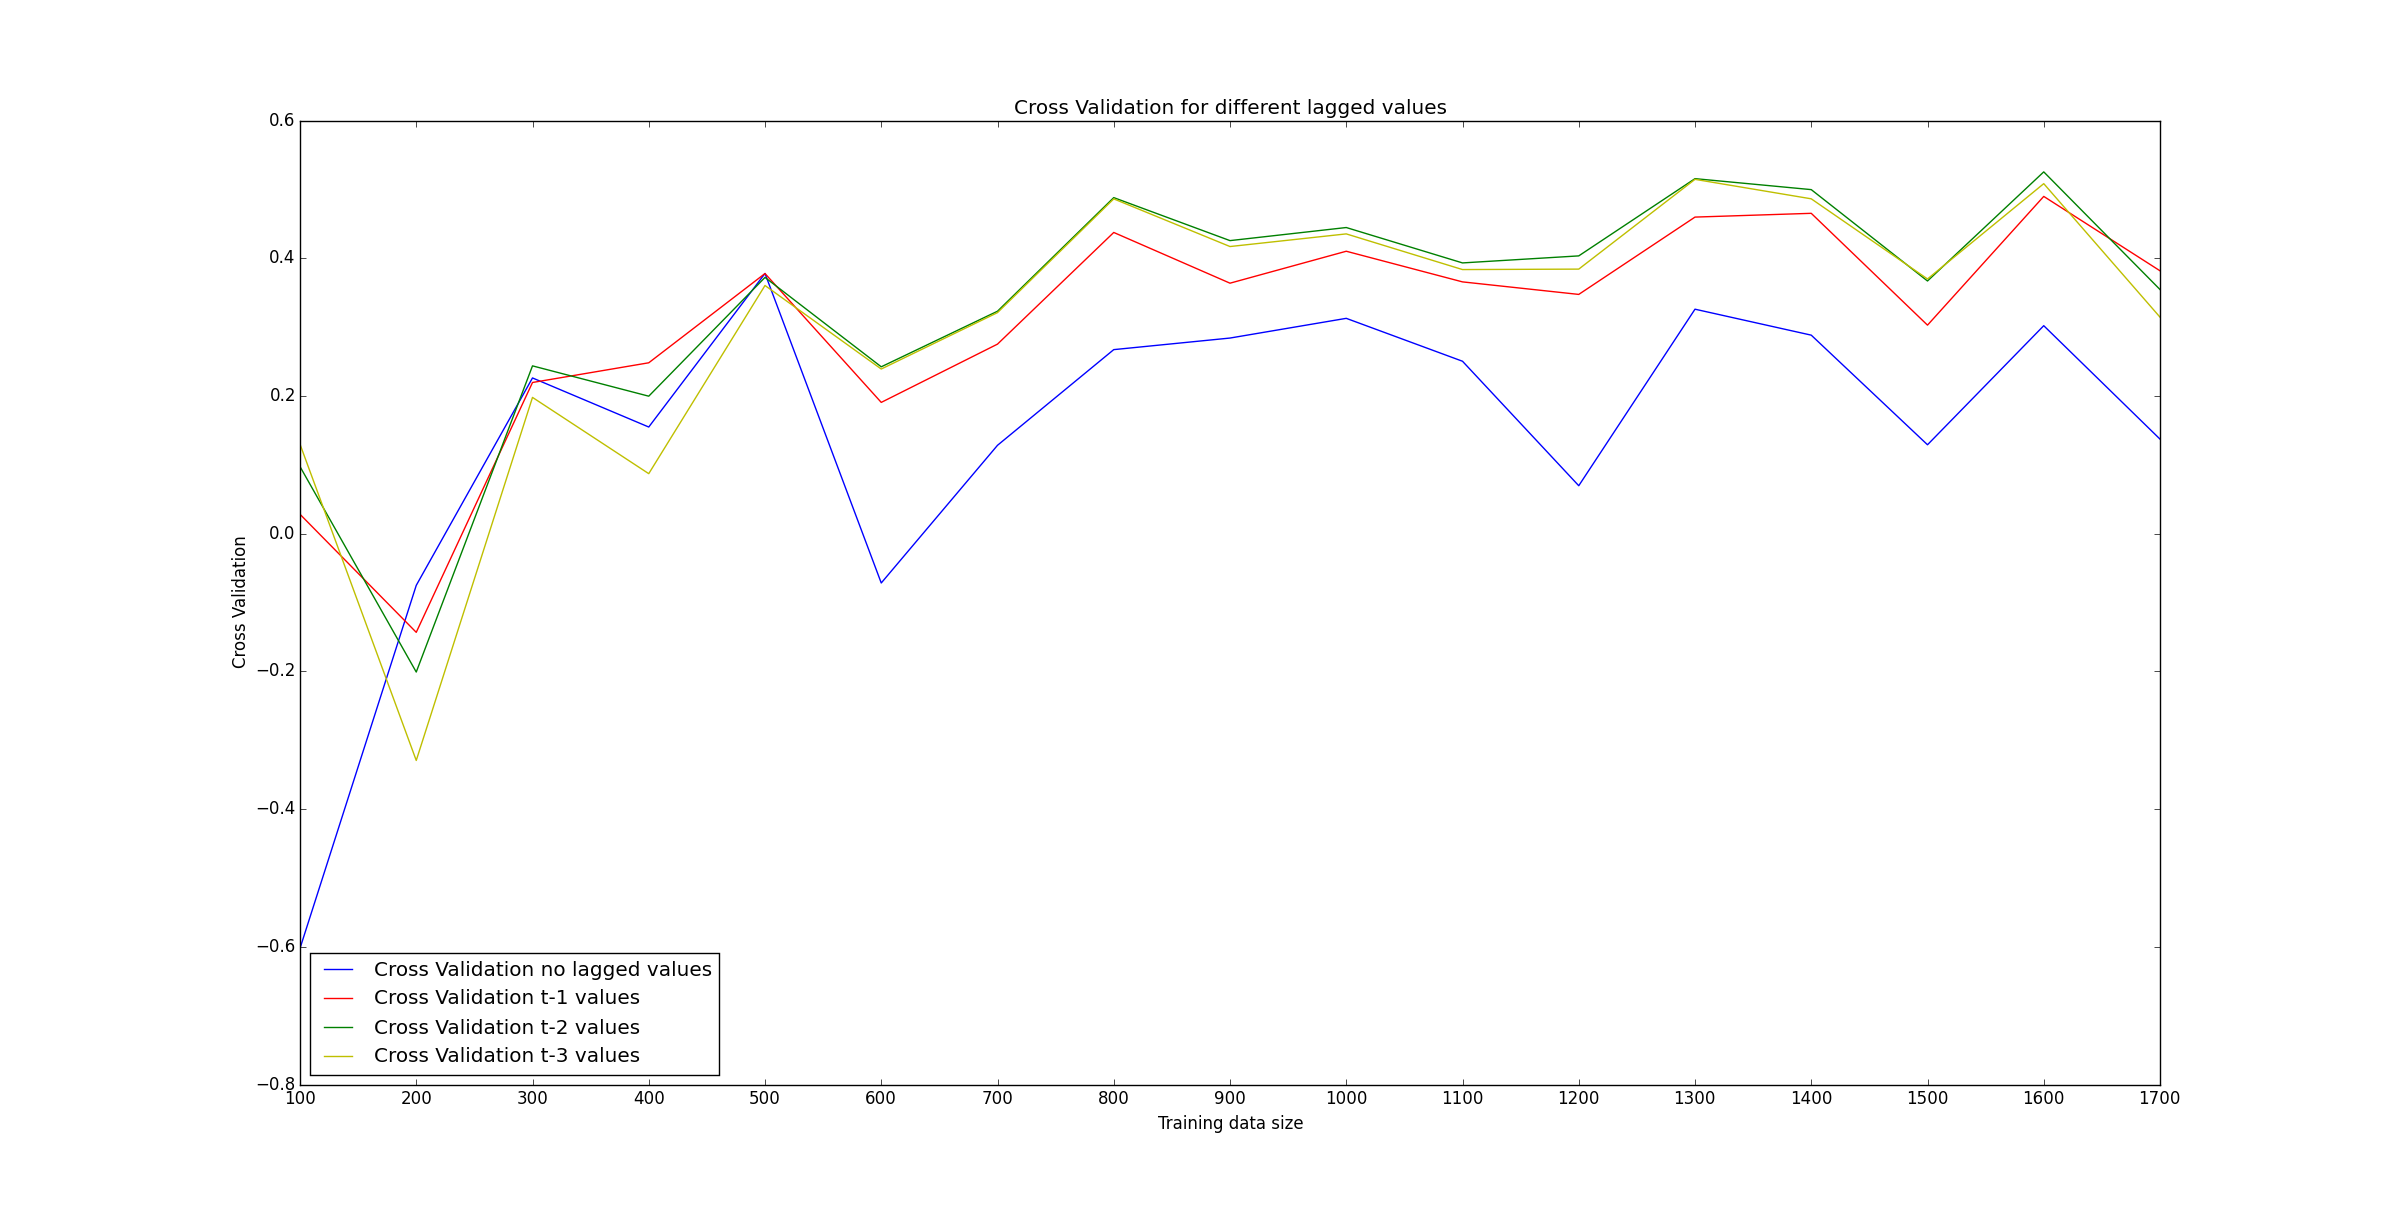 Cross Validation for different lagged values
0.6
0.4
0.2
0.0
−0.2
−0.4
−0.6
−0.8
Cross Validation
Cross Validation no lagged values
Cross Validation t-1 values
Cross Validation t-2 values
Cross Validation t-3 values
100 200 300 400 500 600 700 800 900 1000 1100 1200 1300 1400 1500 1600 1700
Training data size